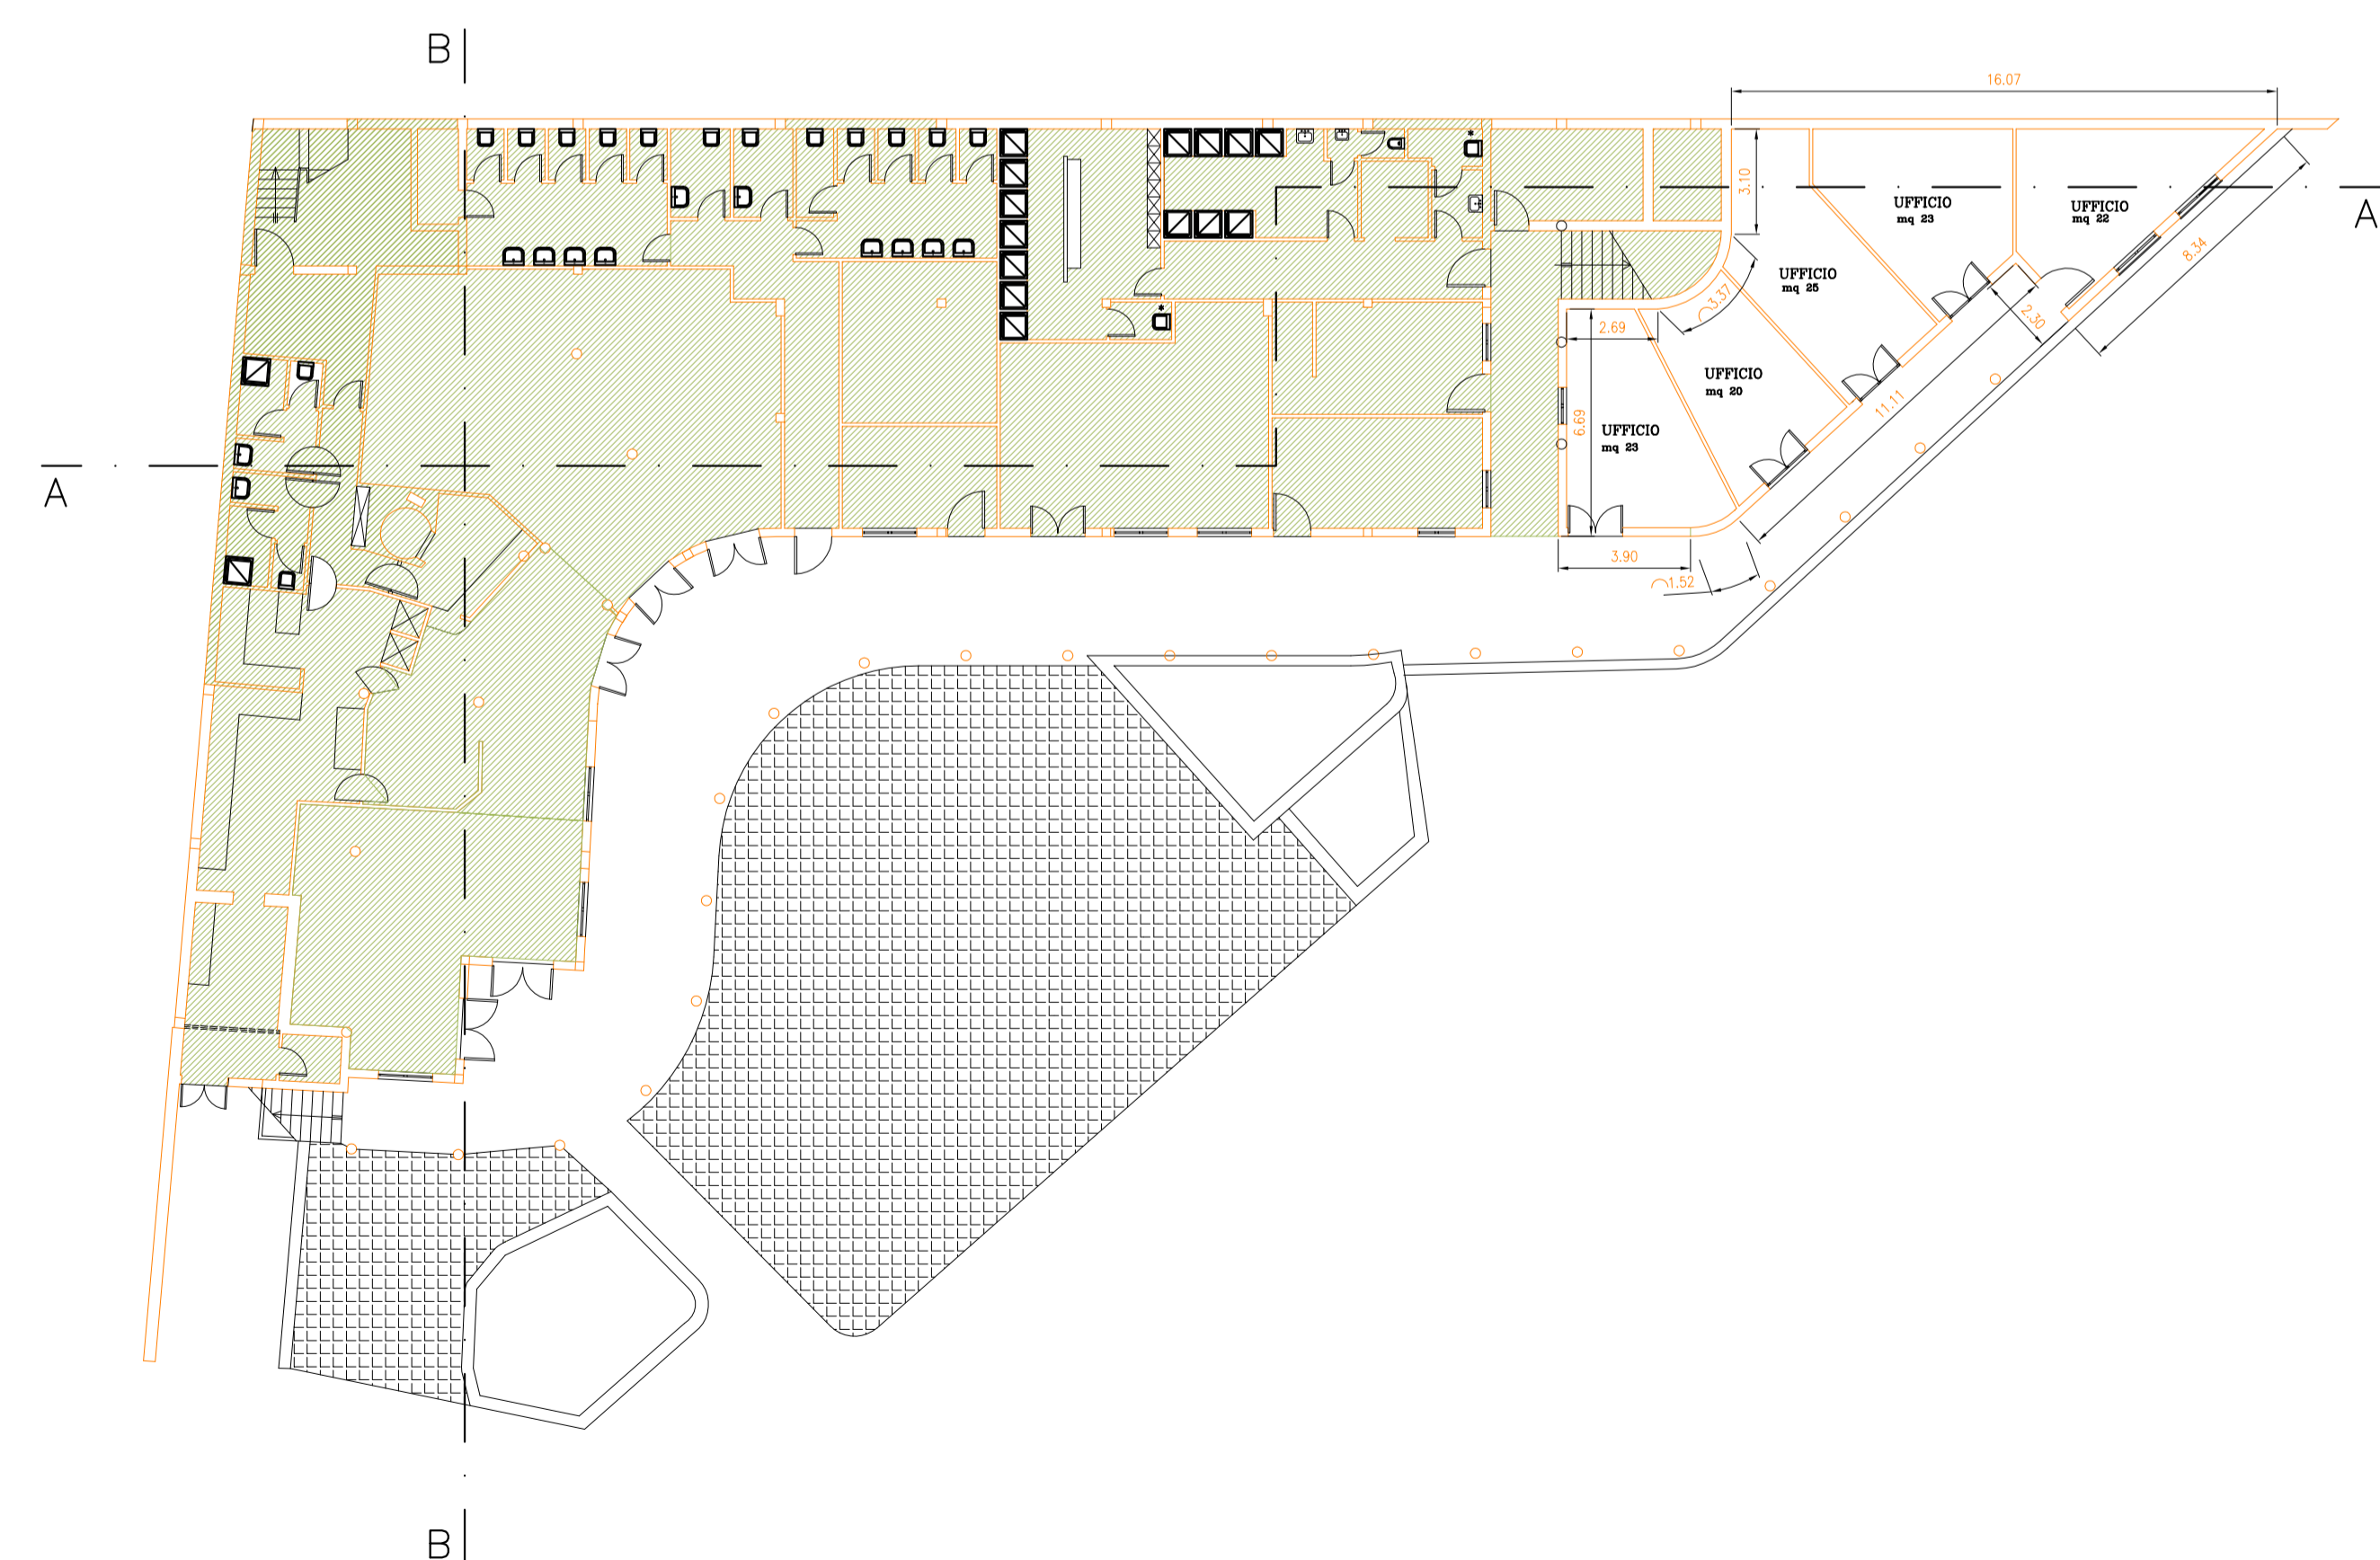 B
16.07
3.10
UFFICIO
mq 23
UFFICIO
mq 22
A
8.34
UFFICIO
mq 25
3.37
2.30
2.69
UFFICIO
mq 20
11.11
6.69
UFFICIO
mq 23
A
3.90
1.52
B